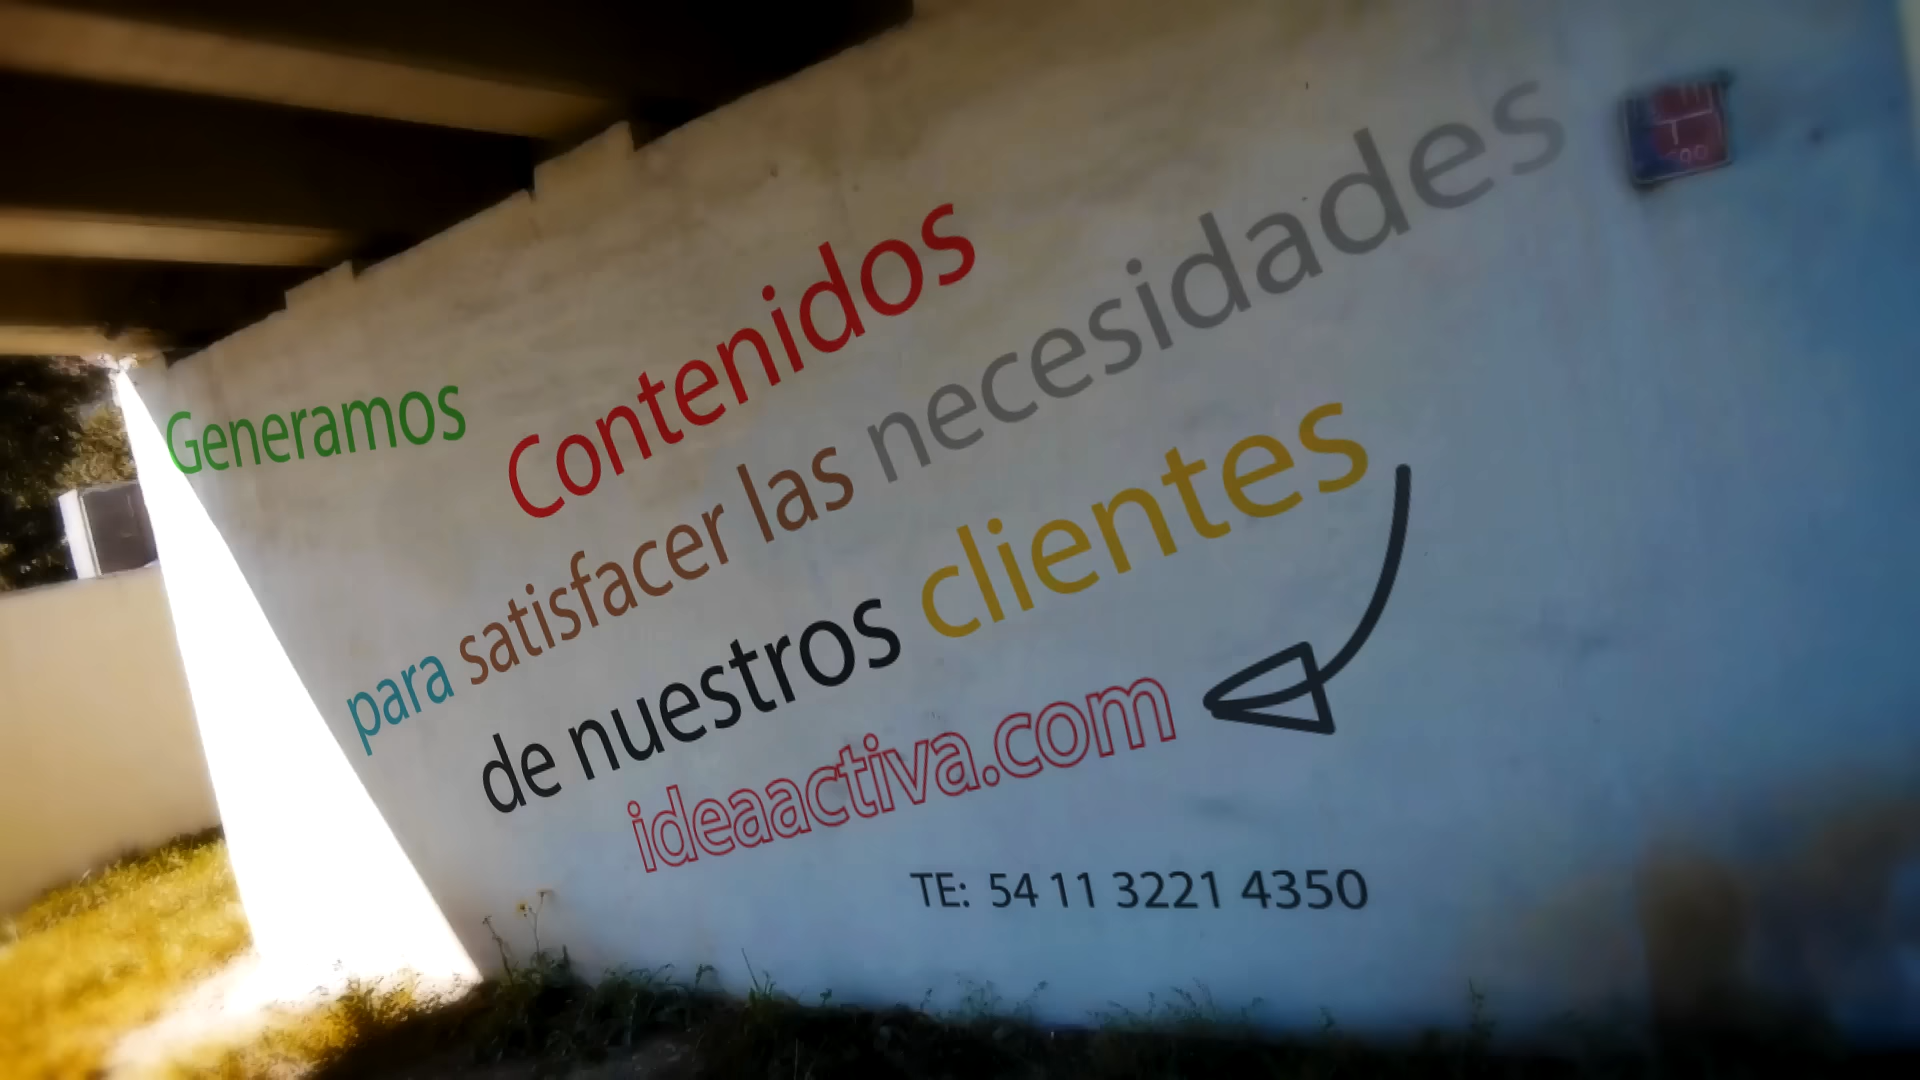 Generamos
Contenidos
para satisfacer las necesidades
de nuestros clientes
ideaactiva.com
TE: 54 11 3221 4350